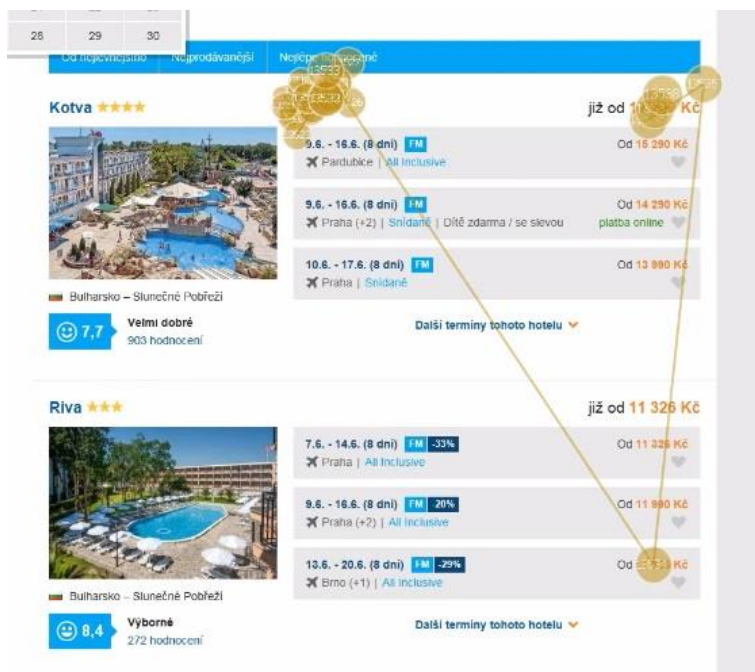 28 29 30
Od nejlevnějšího Nejprodávanější Nejlépe hodnocené
Kotva
již od Kč
9.6. - 16.6. (8 dní) FM
Od 15 290 Kč
Pardubice | All Inclusive
9.6. - 16.6. (8 dní) FM
Od 14 290 Kč
Praha (+2) | Snídaně | Dítě zdarma / se slevou
platba online
10.6. - 17.6. (8 dní) FM
Od 13 990 Kč
Praha | Snídaně
Bulharsko – Slunečné Pobřeží
7,7
Velmi dobré
903 hodnocení
Další termíny tohoto hotelu
Riva
již od 11 326 Kč
7.6. - 14.6. (8 dní) FM -33%
Od 11 326 Kč
Praha | All Inclusive
9.6. - 16.6. (8 dní) FM -20%
Od 11 990 Kč
Praha (+2) | All Inclusive
13.6. - 20.6. (8 dní) FM -29%
Od Kč
Brno (+1) | All Inclusive
Bulharsko – Slunečné Pobřeží
8,4
Výborné
272 hodnocení
Další termíny tohoto hotelu